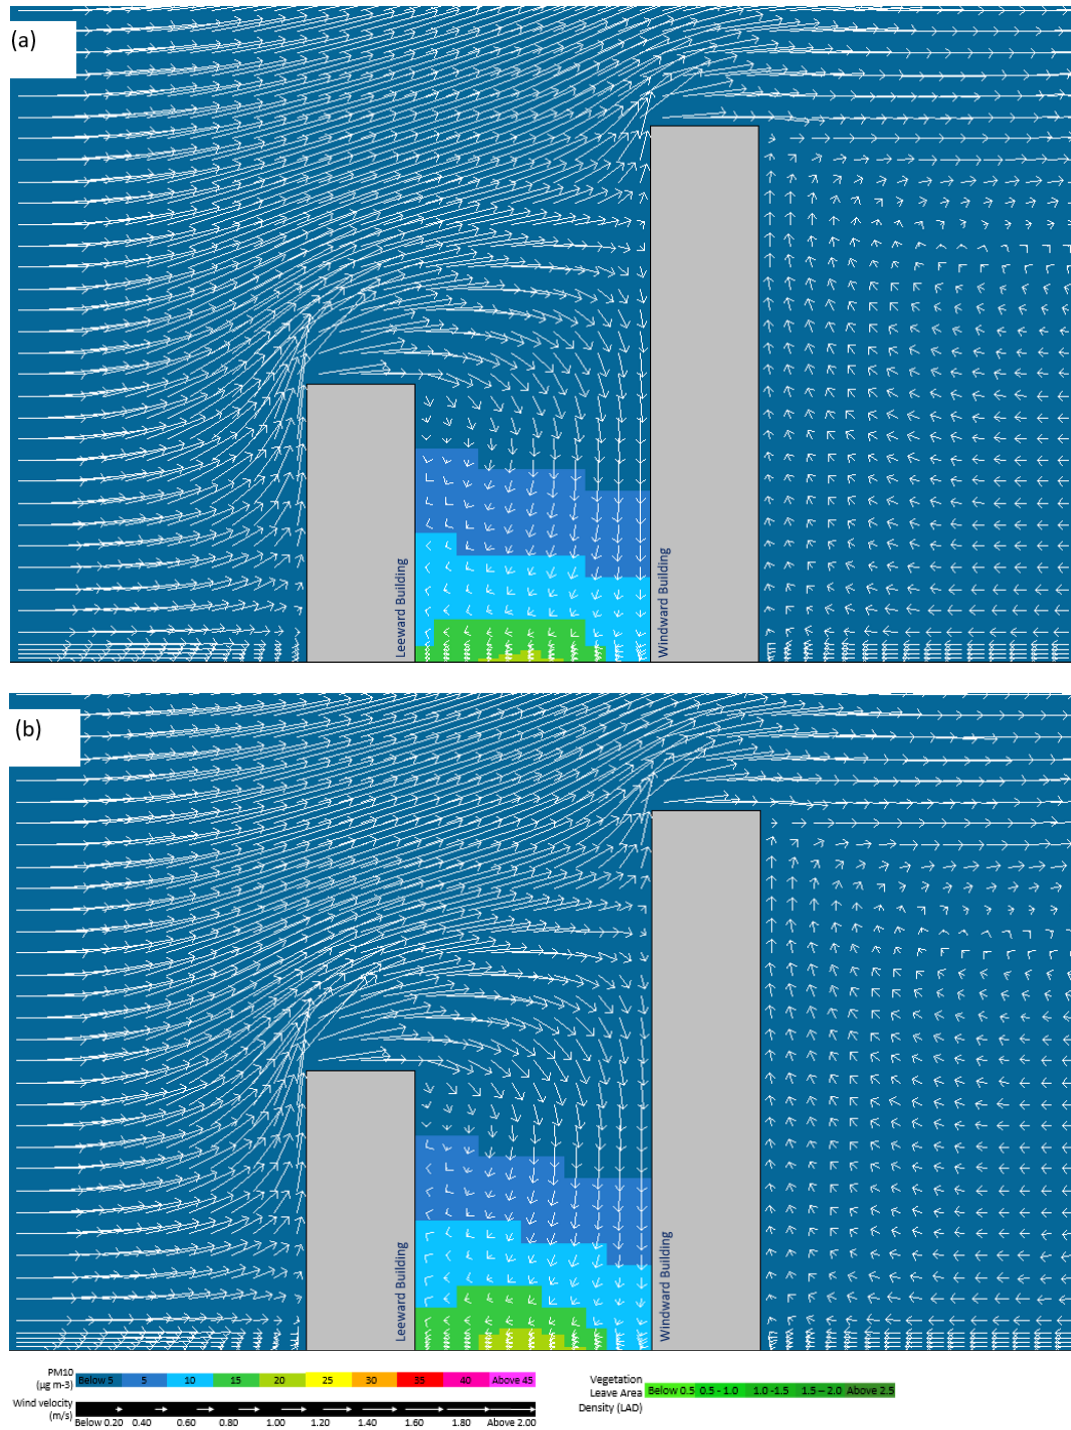 (a)
Leeward Building
Windward Building
(b)
Leeward Building
Windward Building
PM10
(µg m-3)
Below 5 5 10 15 20 25 30 35 40 Above 45
Wind velocity
(m/s)
Below 0.20 0.40 0.60 0.80 1.00 1.20 1.40 1.60 1.80 Above 2.00
Vegetation
Leave Area
Density (LAD)
Below 0.5 0.5 - 1.0 1.0 -1.5 1.5 – 2.0 Above 2.5